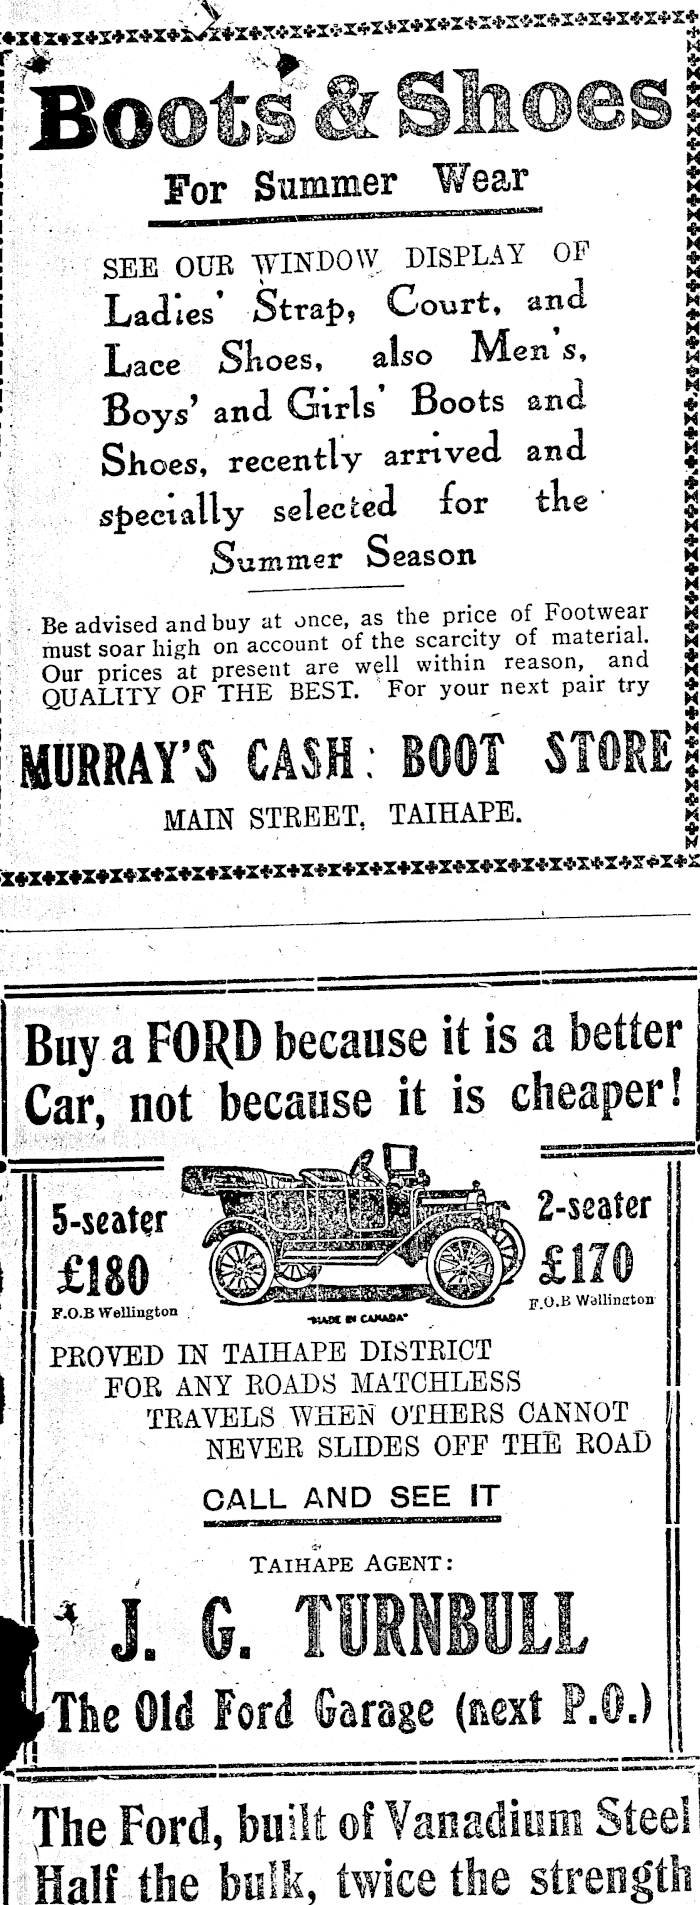 Boots & Shoes
For Summer Wear
SEE OUR WINDOW DISPLAY OF
Ladies' Strap, Court, and
Lace Shoes, also Men's,
Boys' and Girls' Boots and
Shoes, recently arrived and
specially selected for the
Summer Season
Be advised and buy at once, as the price of Footwear
must soar high on account of the scarcity of material.
Our prices at present are well within reason, and
QUALITY OF THE BEST. For your next pair try
MURRAY'S CASH: BOOT STORE
MAIN STREET, TAIHAPE.
Buy a FORD because it is a better
Car, not because it is cheaper!
5-seater
£180
F.O.B Wellington
2-seater
£170
F.O.B Wellington
"MADE IN CANADA"
PROVED IN TAIHAPE DISTRICT
FOR ANY ROADS MATCHLESS
TRAVELS WHEN OTHERS CANNOT
NEVER SLIDES OFF THE ROAD
CALL AND SEE IT
TAIHAPE AGENT:
J. G. TURNBULL
The Old Ford Garage (next P.O.)
The Ford, built of Vanadium Steel
Half the bulk, twice the strength